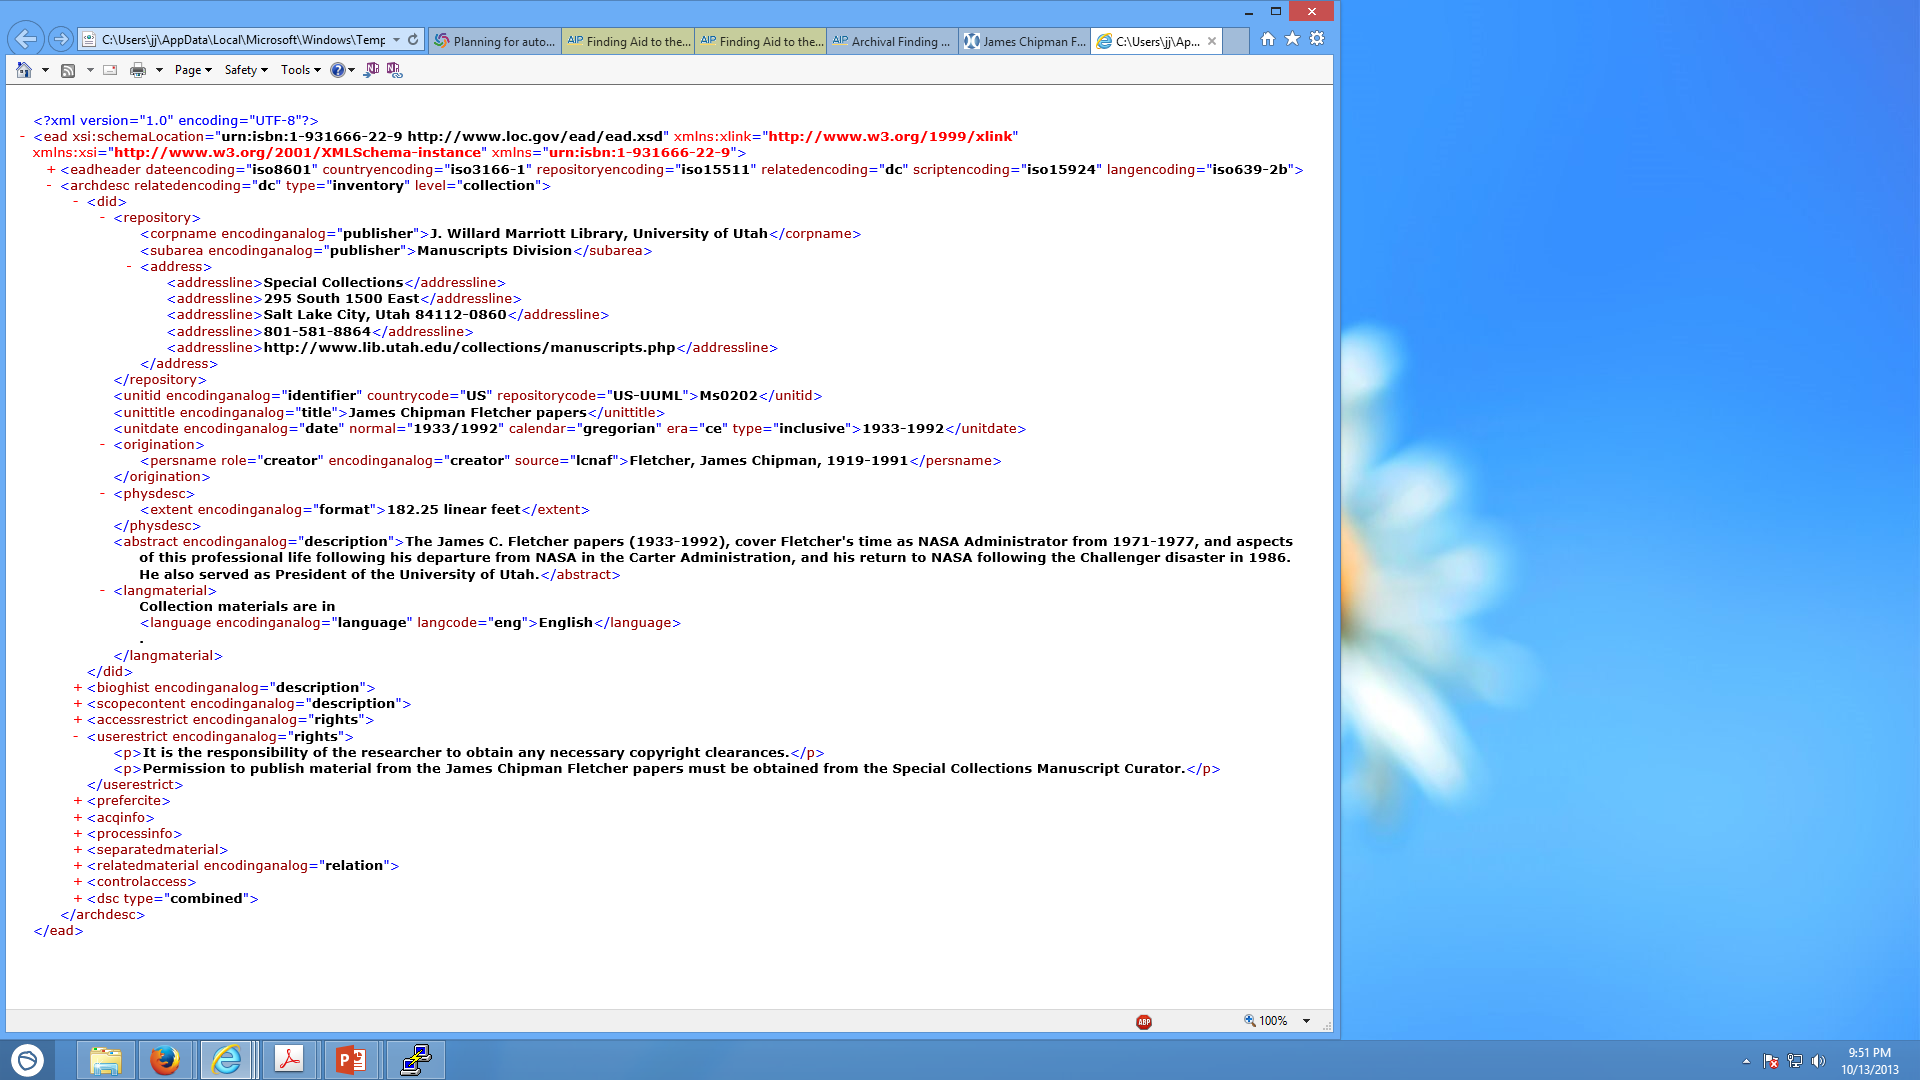 C:\Users\jj\AppData\Local\Microsoft\Windows\Temp
Planning for auto...
AIP Finding Aid to the...
AIP Finding Aid to the...
AIP Archival Finding ...
James Chipman F...
C:\Users\jj\Ap...
Page
Safety
Tools
<?xml version="1.0" encoding="UTF-8"?>
- <ead xsi:schemaLocation="urn:isbn:1-931666-22-9 http://www.loc.gov/ead/ead.xsd" xmlns:xlink="http://www.w3.org/1999/xlink"
xmlns:xsi="http://www.w3.org/2001/XMLSchema-instance" xmlns="urn:isbn:1-931666-22-9">
+ <eadheader dateencoding="iso8601" countryencoding="iso3166-1" repositoryencoding="iso15511" relatedencoding="dc" scriptencoding="iso15924" langencoding="iso639-2b">
- <archdesc relatedencoding="dc" type="inventory" level="collection">
- <did>
- <repository>
<corpname encodinganalog="publisher">J. Willard Marriott Library, University of Utah</corpname>
<subarea encodinganalog="publisher">Manuscripts Division</subarea>
- <address>
<addressline>Special Collections</addressline>
<addressline>295 South 1500 East</addressline>
<addressline>Salt Lake City, Utah 84112-0860</addressline>
<addressline>801-581-8864</addressline>
<addressline>http://www.lib.utah.edu/collections/manuscripts.php</addressline>
</address>
</repository>
<unitid encodinganalog="identifier" countrycode="US" repositorycode="US-UUML">Ms0202</unitid>
<unittitle encodinganalog="title">James Chipman Fletcher papers</unittitle>
<unitdate encodinganalog="date" normal="1933/1992" calendar="gregorian" era="ce" type="inclusive">1933-1992</unitdate>
- <origination>
<persname role="creator" encodinganalog="creator" source="lcnaf">Fletcher, James Chipman, 1919-1991</persname>
</origination>
- <physdesc>
<extent encodinganalog="format">182.25 linear feet</extent>
</physdesc>
<abstract encodinganalog="description">The James C. Fletcher papers (1933-1992), cover Fletcher's time as NASA Administrator from 1971-1977, and aspects
of this professional life following his departure from NASA in the Carter Administration, and his return to NASA following the Challenger disaster in 1986.
He also served as President of the University of Utah.</abstract>
- <langmaterial>
Collection materials are in
<language encodinganalog="language" langcode="eng">English</language>
.
</langmaterial>
</did>
+ <bioghist encodinganalog="description">
+ <scopecontent encodinganalog="description">
+ <accessrestrict encodinganalog="rights">
- <userestrict encodinganalog="rights">
<p>It is the responsibility of the researcher to obtain any necessary copyright clearances.</p>
<p>Permission to publish material from the James Chipman Fletcher papers must be obtained from the Special Collections Manuscript Curator.</p>
</userestrict>
+ <prefercite>
+ <acqinfo>
+ <processinfo>
+ <separatedmaterial>
+ <relatedmaterial encodinganalog="relation">
+ <controlaccess>
+ <dsc type="combined">
</archdesc>
</ead>
ABP
100%
9:51 PM
10/13/2013